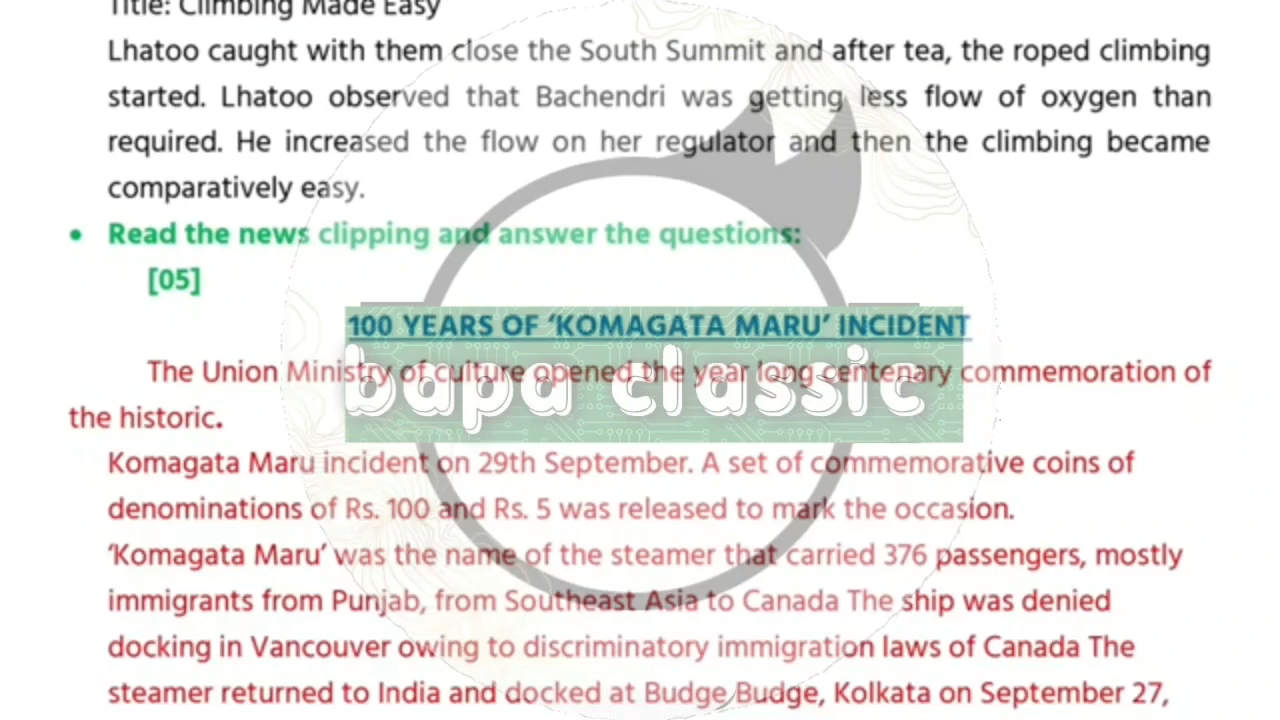 Title: Climbing Made Easy
Lhatoo caught with them close the South Summit and after tea, the roped climbing
started. Lhatoo observed that Bachendri was getting less flow of oxygen than
required. He increased the flow on her regulator and then the climbing became
comparatively easy.
• Read the news clipping and answer the questions:
[05]
100 YEARS OF ‘KOMAGATA MARU’ INCIDENT
The Union Ministry of culture opened the year long centenary commemoration of
bapa classic
the historic.
Komagata Maru incident on 29th September. A set of commemorative coins of
denominations of Rs. 100 and Rs. 5 was released to mark the occasion.
‘Komagata Maru’ was the name of the steamer that carried 376 passengers, mostly
immigrants from Punjab, from Southeast Asia to Canada The ship was denied
docking in Vancouver owing to discriminatory immigration laws of Canada The
steamer returned to India and docked at Budge Budge, Kolkata on September 27,